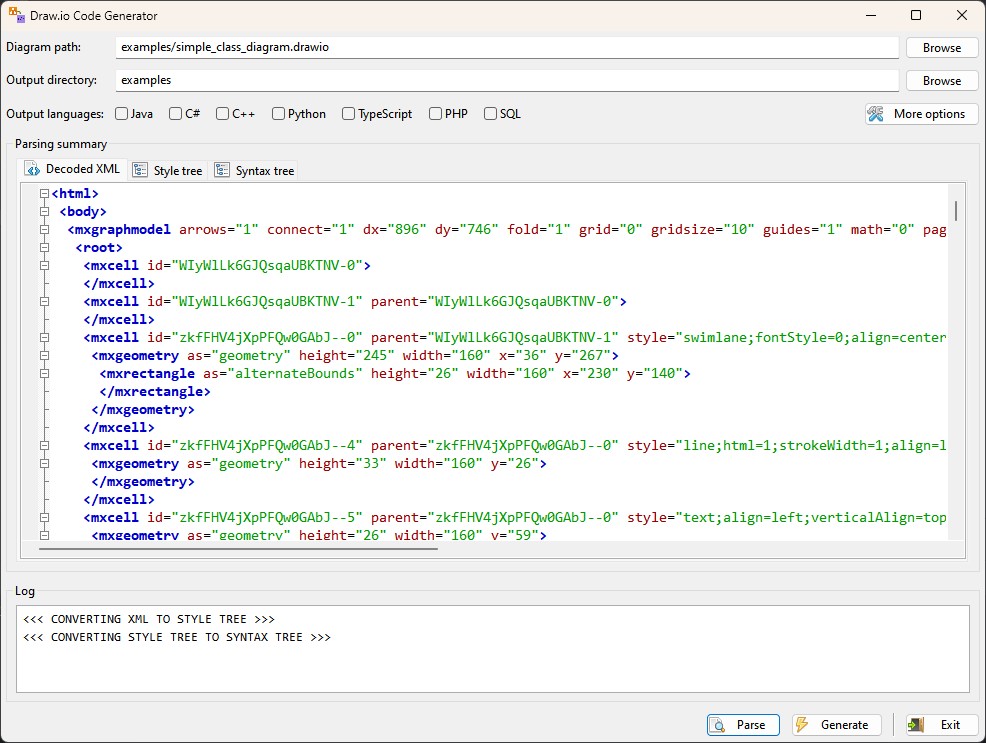 Draw.io Code Generator
Diagram path: examples/simple_class_diagram.drawio Browse
Output directory: examples Browse
Output languages: Java C# C++ Python TypeScript PHP SQL More options
Parsing summary
Decoded XML Style tree Syntax tree
<html>
<body>
<mxgraphmodel arrows="1" connect="1" dx="896" dy="746" fold="1" grid="0" gridsize="10" guides="1" math="0" pag
<root>
<mxcell id="WIyWlLk6GJQsqaUBKTNV-0">
</mxcell>
<mxcell id="WIyWlLk6GJQsqaUBKTNV-1" parent="WIyWlLk6GJQsqaUBKTNV-0">
</mxcell>
<mxcell id="zkfFHV4jXpPFQw0GAbJ--0" parent="WIyWlLk6GJQsqaUBKTNV-1" style="swimlane;fontStyle=0;align=center
<mxgeometry as="geometry" height="245" width="160" x="36" y="267">
<mxrectangle as="alternateBounds" height="26" width="160" x="230" y="140">
</mxrectangle>
</mxgeometry>
</mxcell>
<mxcell id="zkfFHV4jXpPFQw0GAbJ--4" parent="zkfFHV4jXpPFQw0GAbJ--0" style="line;html=1;strokeWidth=1;align=l
<mxgeometry as="geometry" height="33" width="160" y="26">
</mxgeometry>
</mxcell>
<mxcell id="zkfFHV4jXpPFQw0GAbJ--5" parent="zkfFHV4jXpPFQw0GAbJ--0" style="text;align=left;verticalAlign=top
<mxgeometry as="geometry" height="26" width="160" y="59">
Log
<<< CONVERTING XML TO STYLE TREE >>>
<<< CONVERTING STYLE TREE TO SYNTAX TREE >>>
Parse Generate Exit